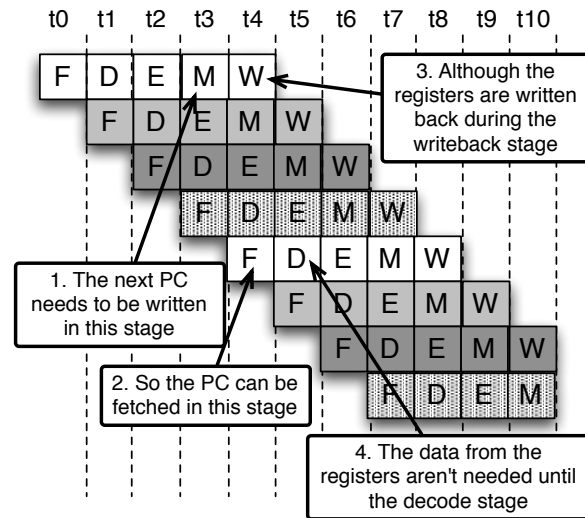 t0 t1 t2 t3 t4 t5 t6 t7 t8 t9 t10
F D E M W
3. Although the
registers are written
back during the
writeback stage
F D E M W
F D E M W
F D E M W
F D E M W
1. The next PC
needs to be written
in this stage
F D E M W
F D E M W
2. So the PC can be
fetched in this stage
F D E M
4. The data from the
registers aren't needed until
the decode stage